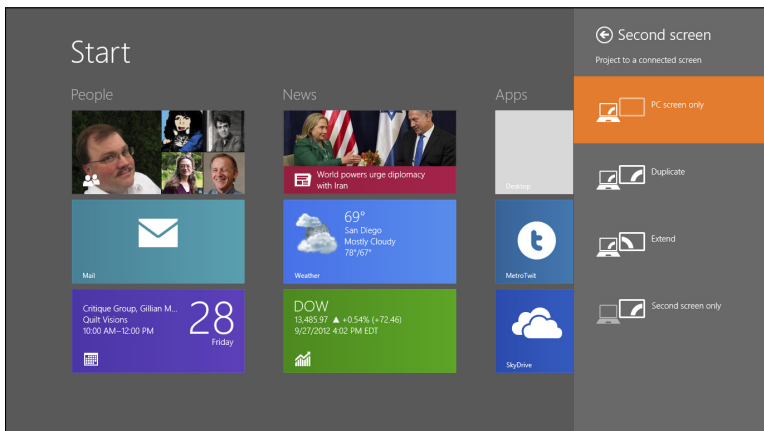 Start
People
News
World powers urge diplomacy
with Iran
Apps
Desktop
Mail
69°
San Diego
Mostly Cloudy
78°/67°
Weather
t
MetroTwit
Critique Group, Gillian M...
Quilt Visions
10:00 AM–12:00 PM
28
Friday
DOW
13,485.97 ▲ +0.54% (+72.46)
9/27/2012 4:02 PM EDT
SkyDrive
Second screen
Project to a connected screen
PC screen only
Duplicate
Extend
Second screen only